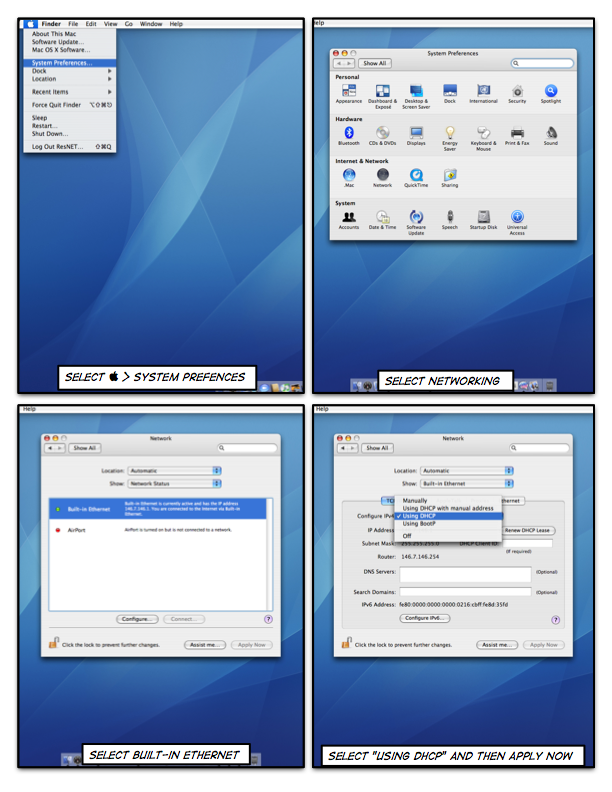 Finder File Edit View Go Window Help
About This Mac
Software Update...
Mac OS X Software...
System Preferences...
Dock
Location
Recent Items
Force Quit Finder
Sleep
Restart...
Shut Down...
Log Out ResNET... ⇧⌘Q
SELECT > SYSTEM PREFENCES
Help
System Preferences
Show All
Personal
Appearance
Dashboard & Exposé
Desktop & Screen Saver
Dock
International
Security
Spotlight
Hardware
Bluetooth
CDs & DVDs
Displays
Energy Saver
Keyboard & Mouse
Print & Fax
Sound
Internet & Network
.Mac
Network
QuickTime
Sharing
System
Accounts
Date & Time
Software Update
Speech
Startup Disk
Universal Access
SELECT NETWORKING
Help
Network
Show All
Location: Automatic
Show: Network Status
Built-in Ethernet
Built-in Ethernet is currently active and has the IP address
146.7.146.1. You are connected to the Internet via Built-in
Ethernet.
AirPort
AirPort is turned on but is not connected to a network.
Configure...
Connect...
?
Click the lock to prevent further changes.
Assist me...
Apply Now
SELECT BUILT-IN ETHERNET
Help
Network
Show All
Location: Automatic
Show: Built-in Ethernet
Manually
Using DHCP with manual address
Using DHCP
Using BootP
Off
Configure IPv
IP Address
Renew DHCP Lease
Subnet Mask: 255.255.255.0
DHCP Client ID:
(If required)
Router: 146.7.146.254
DNS Servers:
(Optional)
Search Domains:
(Optional)
IPv6 Address: fe80:0000:0000:0000:0216:cbff:fe8d:35fd
Configure IPv6...
?
Click the lock to prevent further changes.
Assist me...
Apply Now
SELECT "USING DHCP" AND THEN APPLY NOW